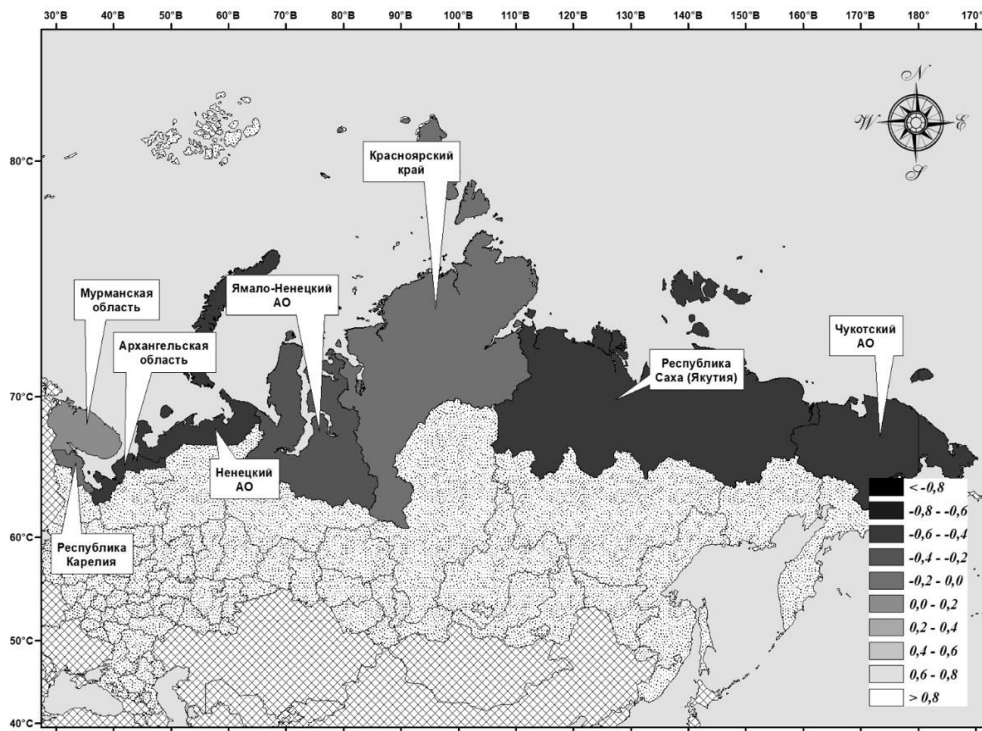 30°В 40°В 50°В 60°В 70°В 80°В 90°В 100°В 110°В 120°В 130°В 140°В 150°В 160°В 170°В 180°В 170°В
N
W E
S
80°С
70°С
60°С
50°С
40°С
Красноярский
край
Мурманская
область
Ямало-Ненецкий
АО
Архангельская
область
Чукотский
АО
Республика
Саха (Якутия)
Ненецкий
АО
Республика
Карелия
< -0,8
-0,8 - -0,6
-0,6 - -0,4
-0,4 - -0,2
-0,2 - 0,0
0,0 - 0,2
0,2 - 0,4
0,4 - 0,6
0,6 - 0,8
> 0,8